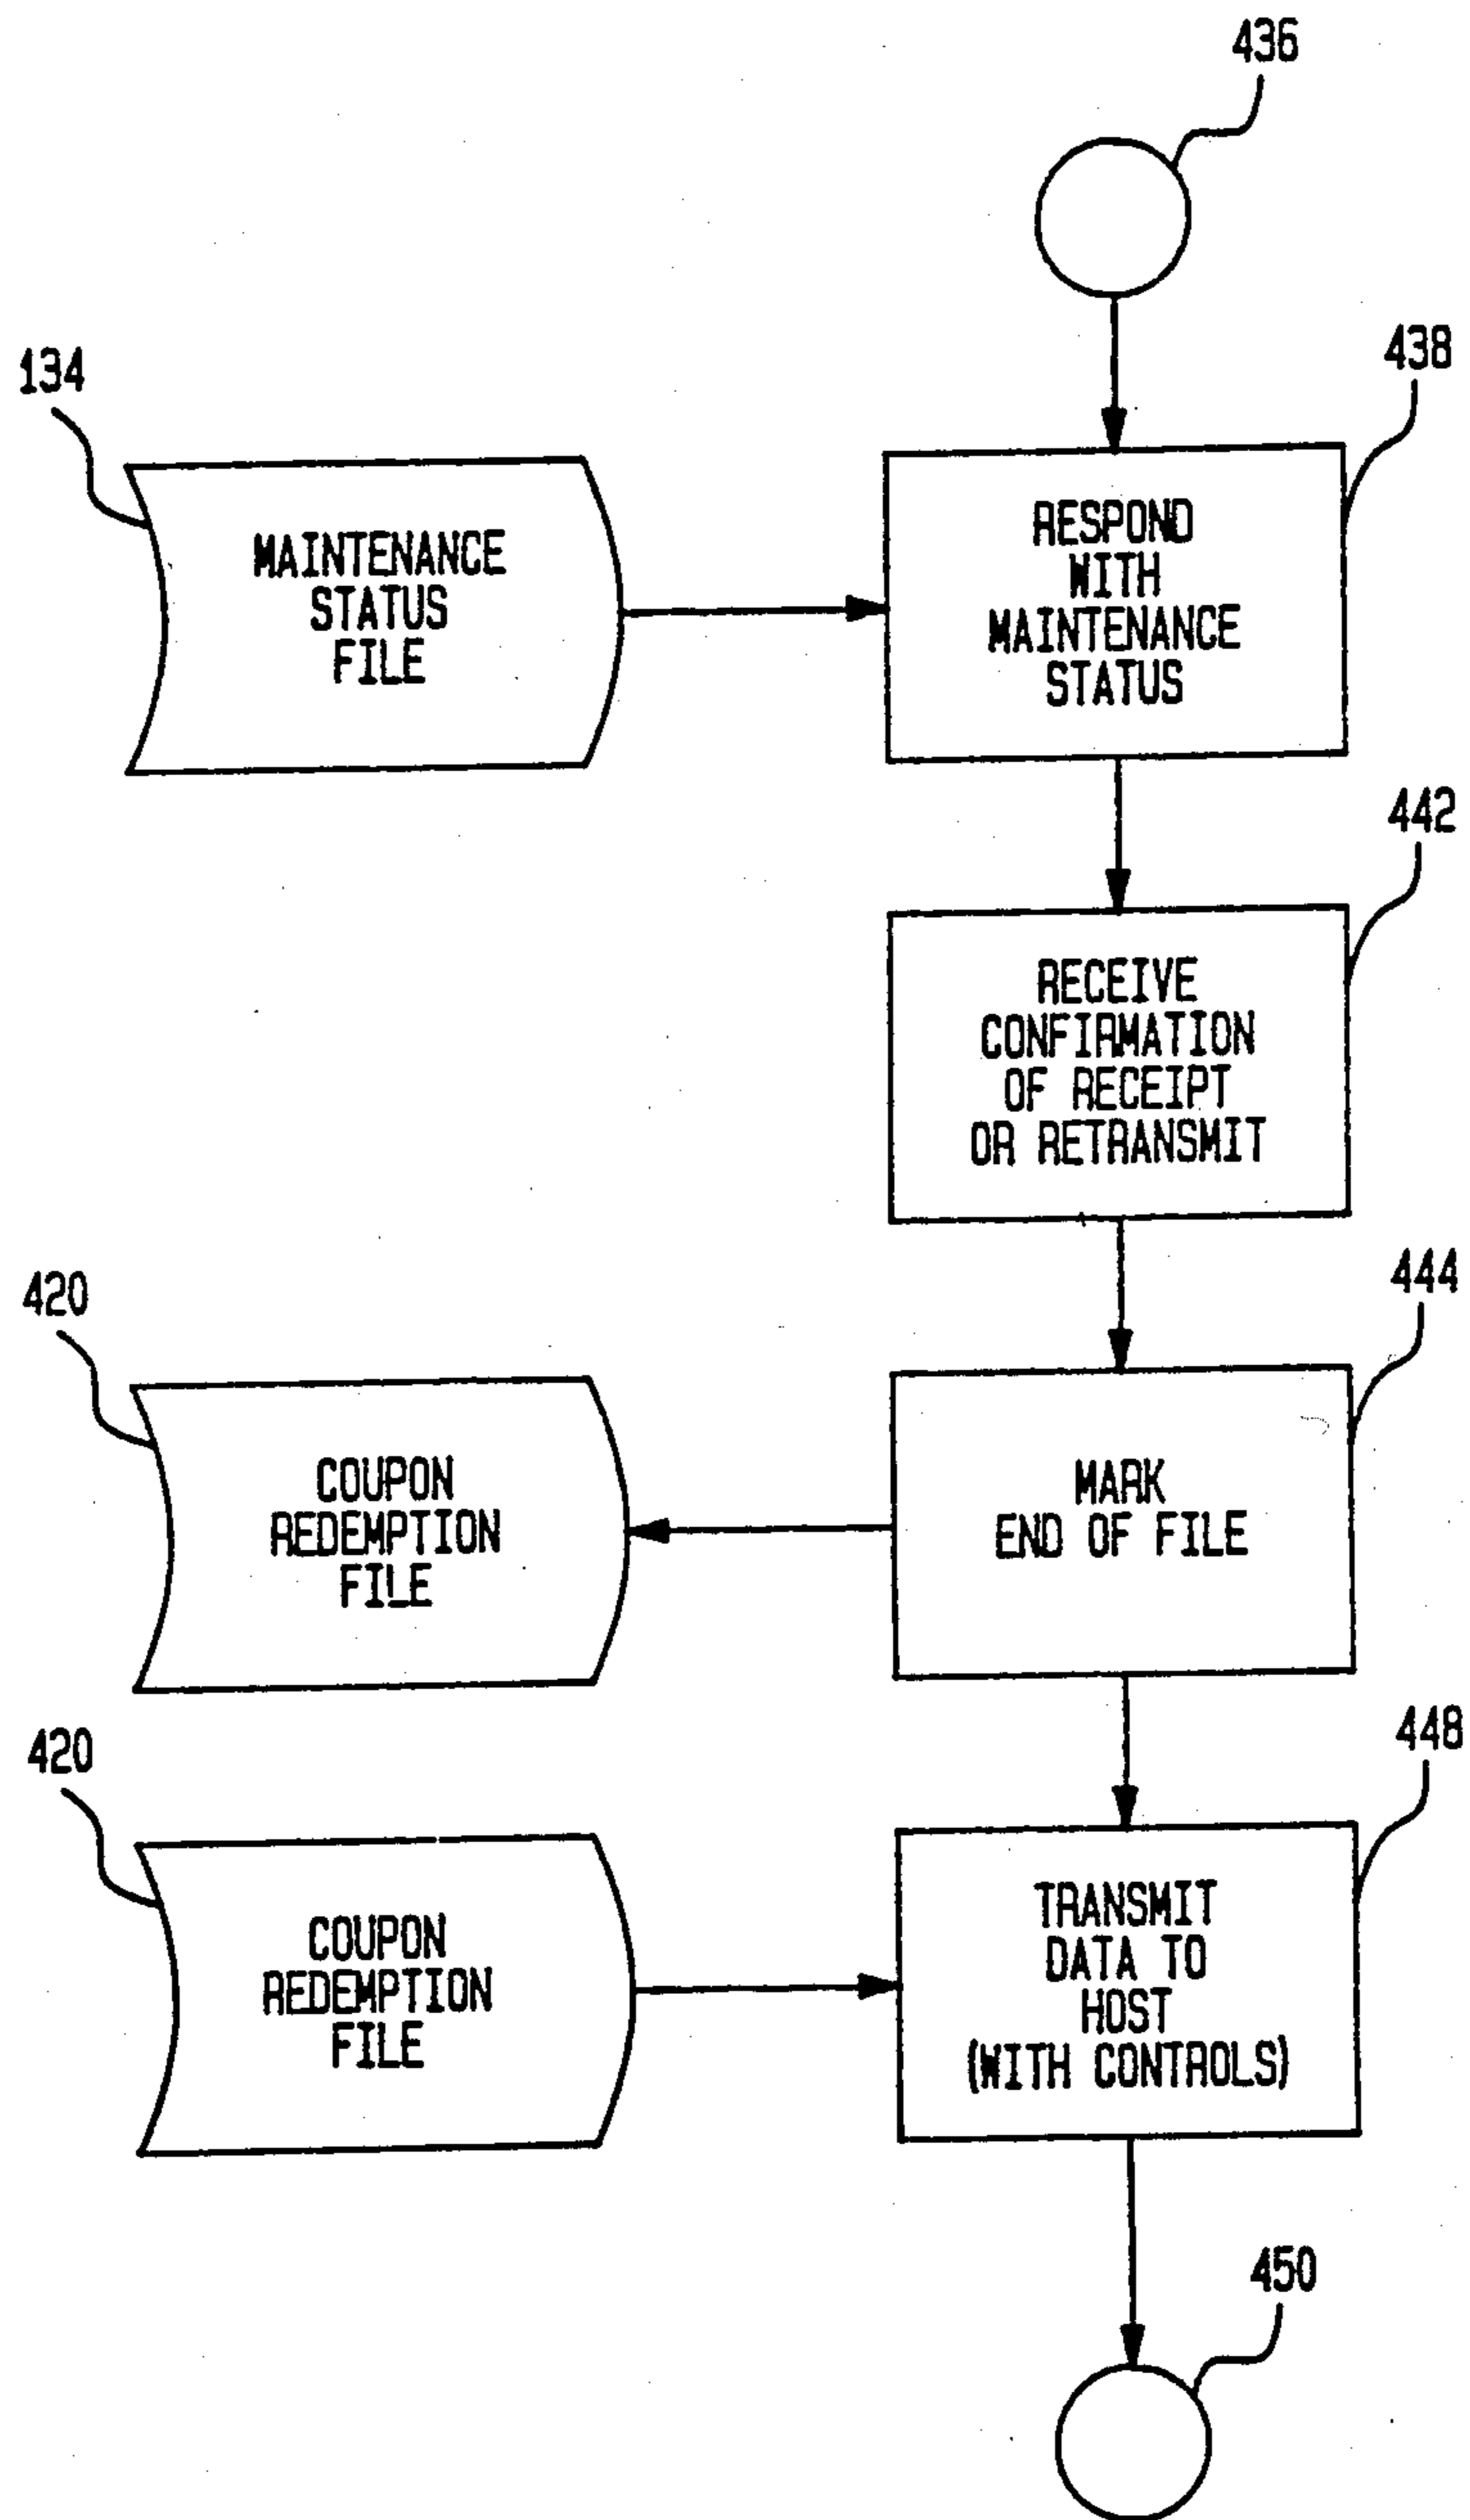 436
134
438
MAINTENANCE
STATUS
FILE
RESPOND
WITH
MAINTENANCE
STATUS
442
RECEIVE
CONFIRMATION
OF RECEIPT
OR RETRANSMIT
420
444
COUPON
REDEMPTION
FILE
MARK
END OF FILE
420
448
COUPON
REDEMPTION
FILE
TRANSMIT
DATA TO
HOST
(WITH CONTROLS)
450